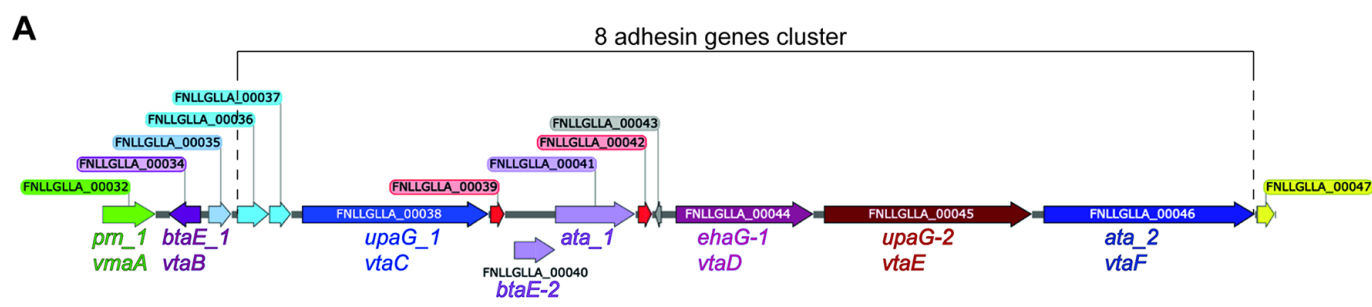 A
8 adhesin genes cluster
FNLLGLLA_00037
FNLLGLLA_00036
FNLLGLLA_00043
FNLLGLLA_00035
FNLLGLLA_00042
FNLLGLLA_00034
FNLLGLLA_00041
FNLLGLLA_00032
FNLLGLLA_00039
FNLLGLLA_00047
FNLLGLLA_00038
FNLLGLLA_00044
FNLLGLLA_00045
FNLLGLLA_00046
prn_1
vmaA
btaE_1
vtaB
upaG_1
vtaC
ata_1
ehaG-1
vtaD
upaG-2
vtaE
ata_2
vtaF
FNLLGLLA_00040
btaE-2